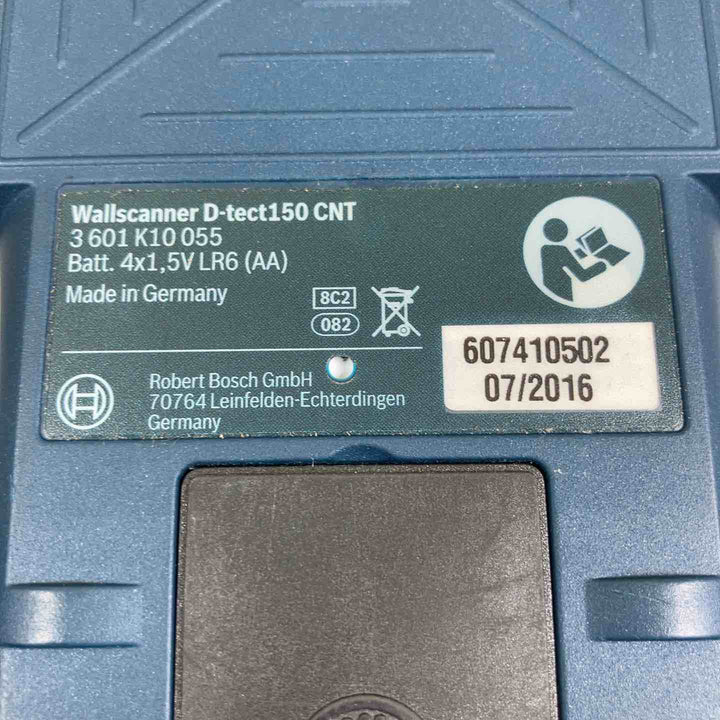 Wallscanner D-tect150 CNT
3 601 K10 055
Batt. 4x1,5V LR6 (AA)
Made in Germany
8C2
082
607410502
07/2016
Robert Bosch GmbH
70764 Leinfelden-Echterdingen
Germany